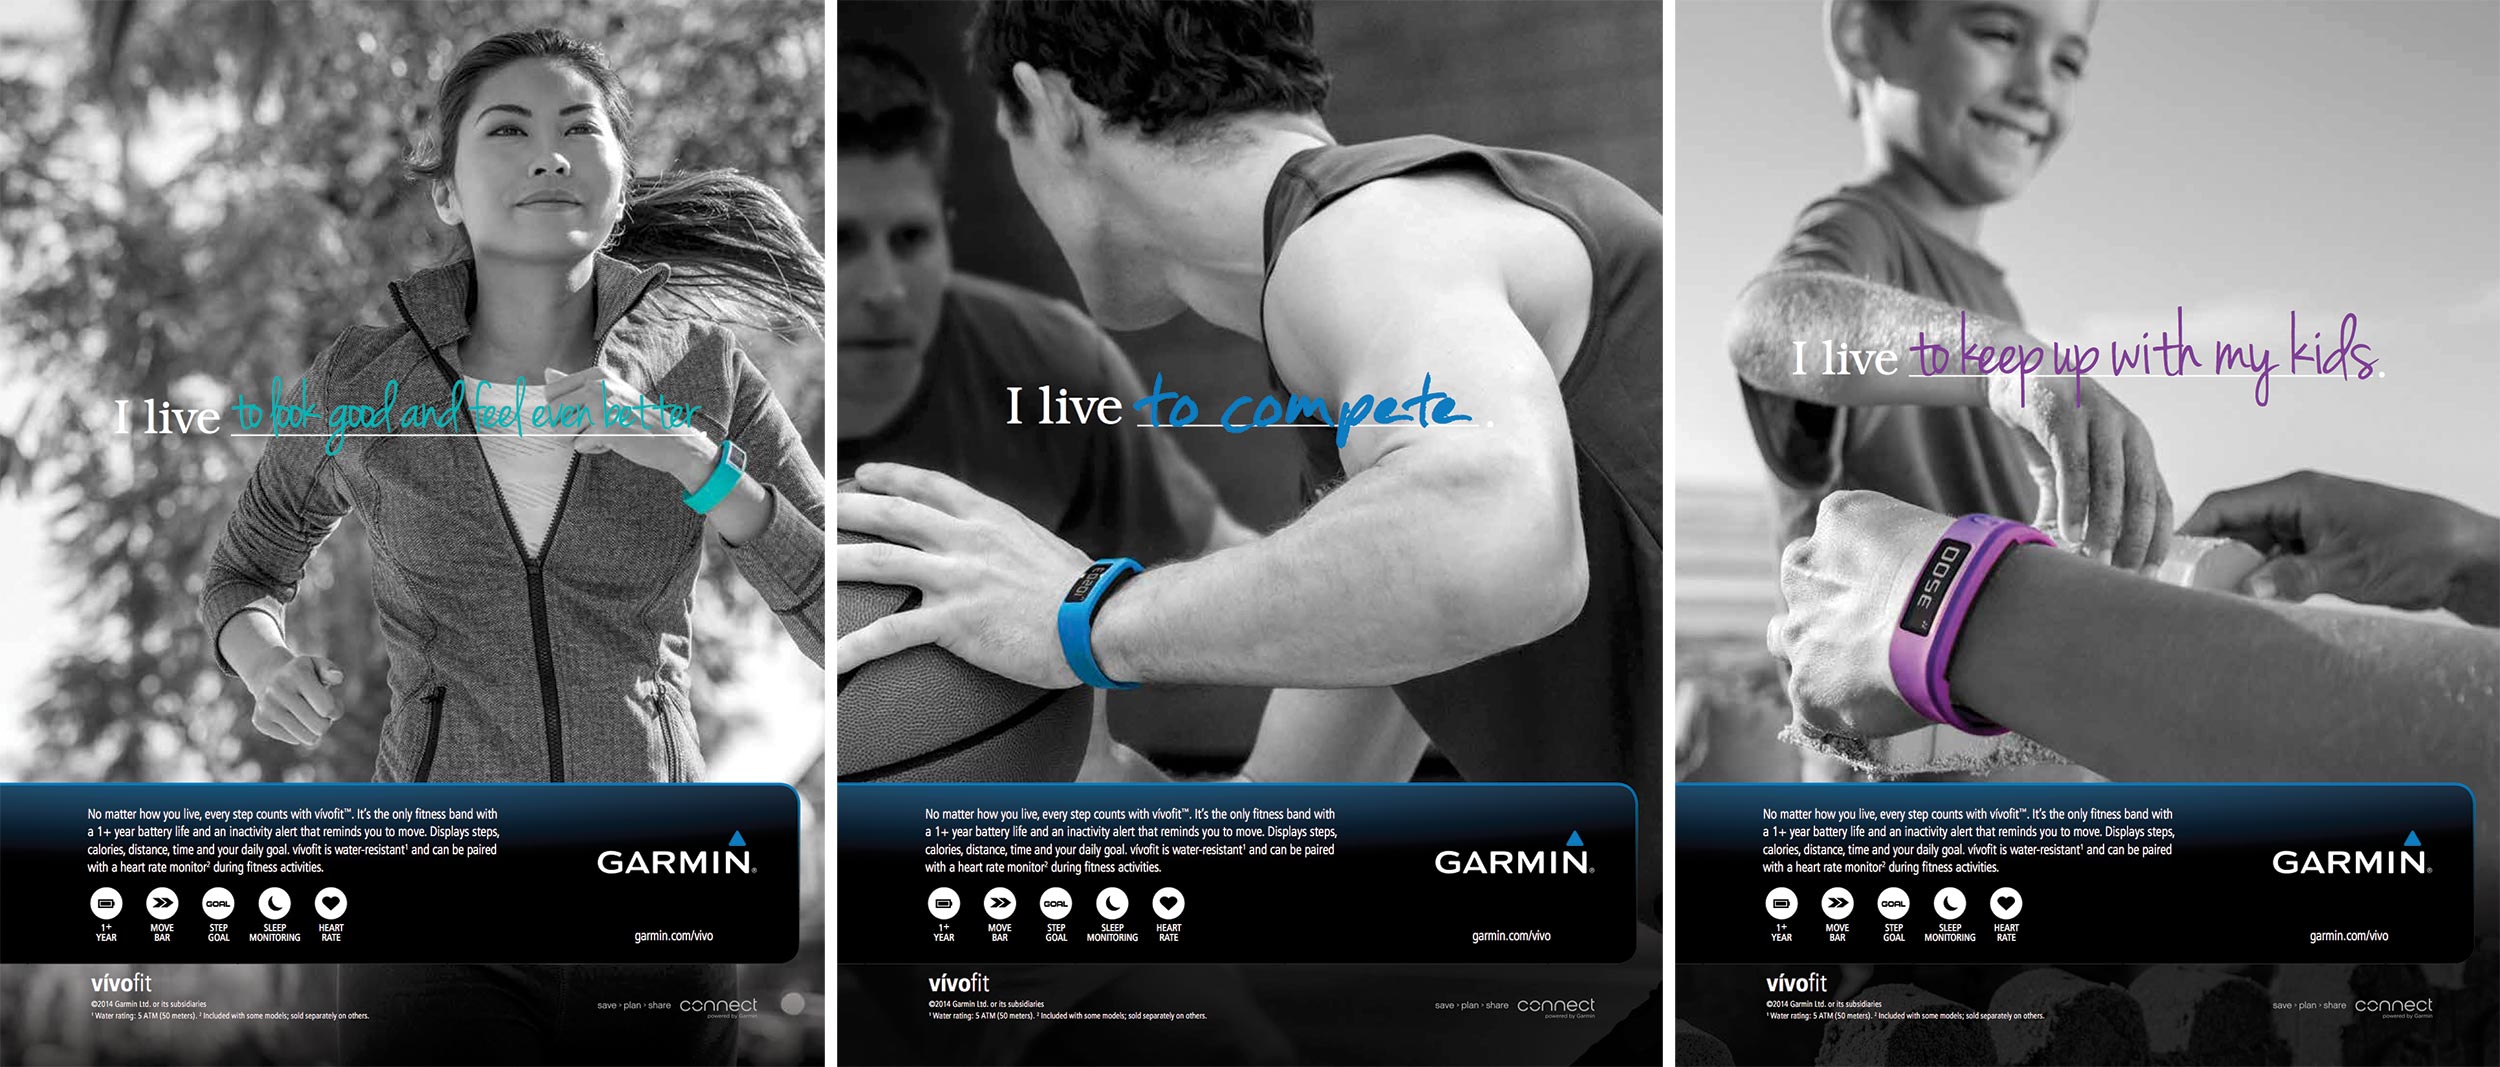 I live to look good and feel even better.
No matter how you live, every step counts with vívofit™. It's the only fitness band with
a 1+ year battery life and an inactivity alert that reminds you to move. Displays steps,
calories, distance, time and your daily goal. vívofit is water-resistant¹ and can be paired
with a heart rate monitor² during fitness activities.
GARMIN®
GOAL
1+
YEAR
MOVE
BAR
STEP
GOAL
SLEEP
MONITORING
HEART
RATE
garmin.com/vivo
vívofit
©2014 Garmin Ltd. or its subsidiaries
¹ Water rating: 5 ATM (50 meters). ² Included with some models; sold separately on others.
save › plan › share connect
powered by Garmin
I live to compete.
No matter how you live, every step counts with vívofit™. It's the only fitness band with
a 1+ year battery life and an inactivity alert that reminds you to move. Displays steps,
calories, distance, time and your daily goal. vívofit is water-resistant¹ and can be paired
with a heart rate monitor² during fitness activities.
GARMIN®
GOAL
1+
YEAR
MOVE
BAR
STEP
GOAL
SLEEP
MONITORING
HEART
RATE
garmin.com/vivo
vívofit
©2014 Garmin Ltd. or its subsidiaries
¹ Water rating: 5 ATM (50 meters). ² Included with some models; sold separately on others.
save › plan › share connect
powered by Garmin
I live to keep up with my kids.
3500
No matter how you live, every step counts with vívofit™. It's the only fitness band with
a 1+ year battery life and an inactivity alert that reminds you to move. Displays steps,
calories, distance, time and your daily goal. vívofit is water-resistant¹ and can be paired
with a heart rate monitor² during fitness activities.
GARMIN®
GOAL
1+
YEAR
MOVE
BAR
STEP
GOAL
SLEEP
MONITORING
HEART
RATE
garmin.com/vivo
vívofit
©2014 Garmin Ltd. or its subsidiaries
¹ Water rating: 5 ATM (50 meters). ² Included with some models; sold separately on others.
save › plan › share connect
powered by Garmin